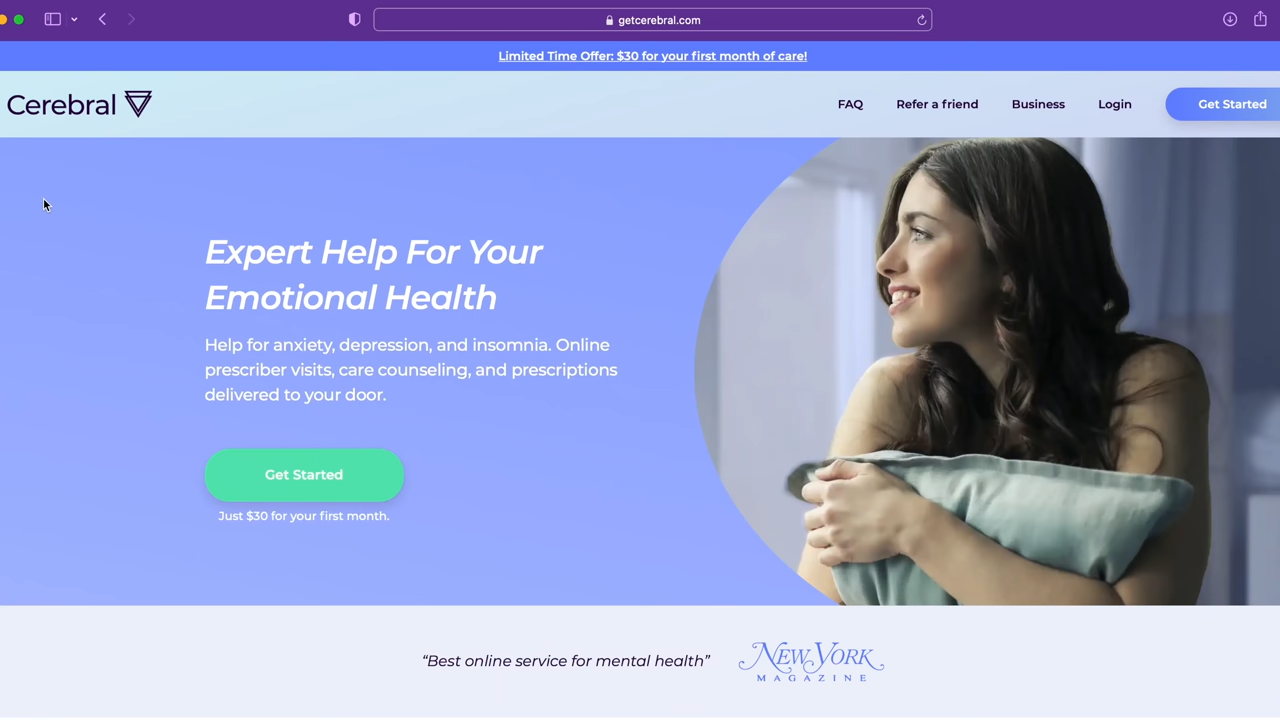 getcerebral.com
Limited Time Offer: $30 for your first month of care!
Cerebral
FAQ
Refer a friend
Business
Login
Get Started
Expert Help For Your
Emotional Health
Help for anxiety, depression, and insomnia. Online
prescriber visits, care counseling, and prescriptions
delivered to your door.
Get Started
Just $30 for your first month.
“Best online service for mental health”
NEW YORK
MAGAZINE